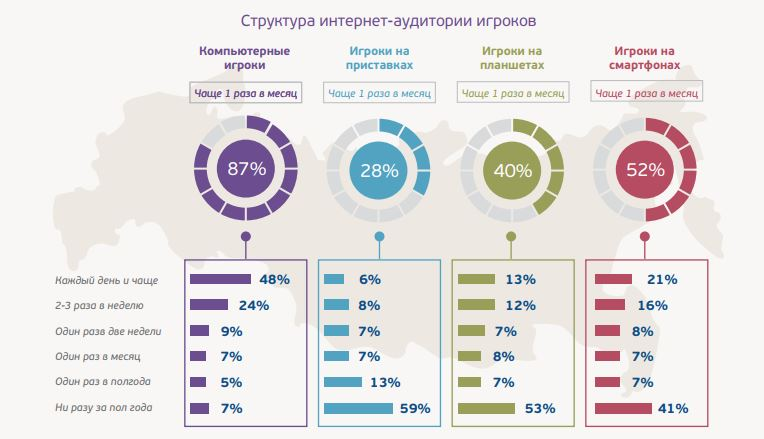 Структура интернет-аудитории игроков
Компьютерные
игроки
Игроки на
приставках
Игроки на
планшетах
Игроки на
смартфонах
Чаще 1 раза в месяц
Чаще 1 раза в месяц
Чаще 1 раза в месяц
Чаще 1 раза в месяц
87%
28%
40%
52%
Каждый день и чаще 48% 6% 13% 21%
2-3 раза в неделю 24% 8% 12% 16%
Один разв две недели 9% 7% 7% 8%
Один раз в месяц 7% 7% 8% 7%
Один раз в полгода 5% 13% 7% 7%
Ни разу за пол года 7% 59% 53% 41%